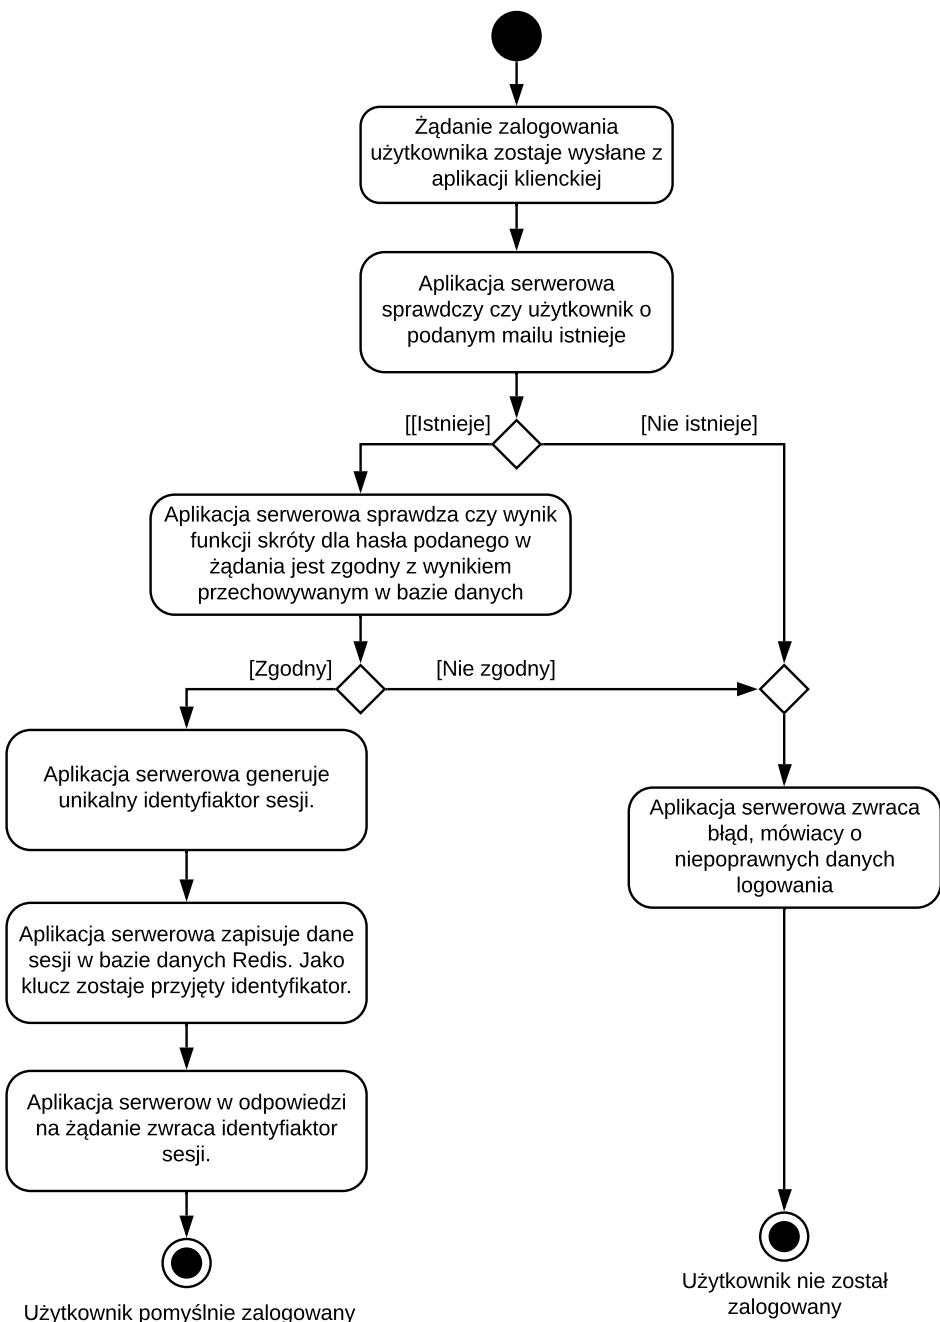 Żądanie zalogowania
użytkownika zostaje wysłane z
aplikacji klienckiej
Aplikacja serwerowa
sprawdczy czy użytkownik o
podanym mailu istnieje
[[Istnieje]
[Nie istnieje]
Aplikacja serwerowa sprawdza czy wynik
funkcji skróty dla hasła podanego w
żądania jest zgodny z wynikiem
przechowywanym w bazie danych
[Zgodny]
[Nie zgodny]
Aplikacja serwerowa generuje
unikalny identyfiaktor sesji.
Aplikacja serwerowa zwraca
błąd, mówiacy o
niepoprawnych danych
logowania
Aplikacja serwerowa zapisuje dane
sesji w bazie danych Redis. Jako
klucz zostaje przyjęty identyfikator.
Aplikacja serwerow w odpowiedzi
na żądanie zwraca identyfiaktor
sesji.
Użytkownik nie został
zalogowany
Użytkownik pomyślnie zalogowany